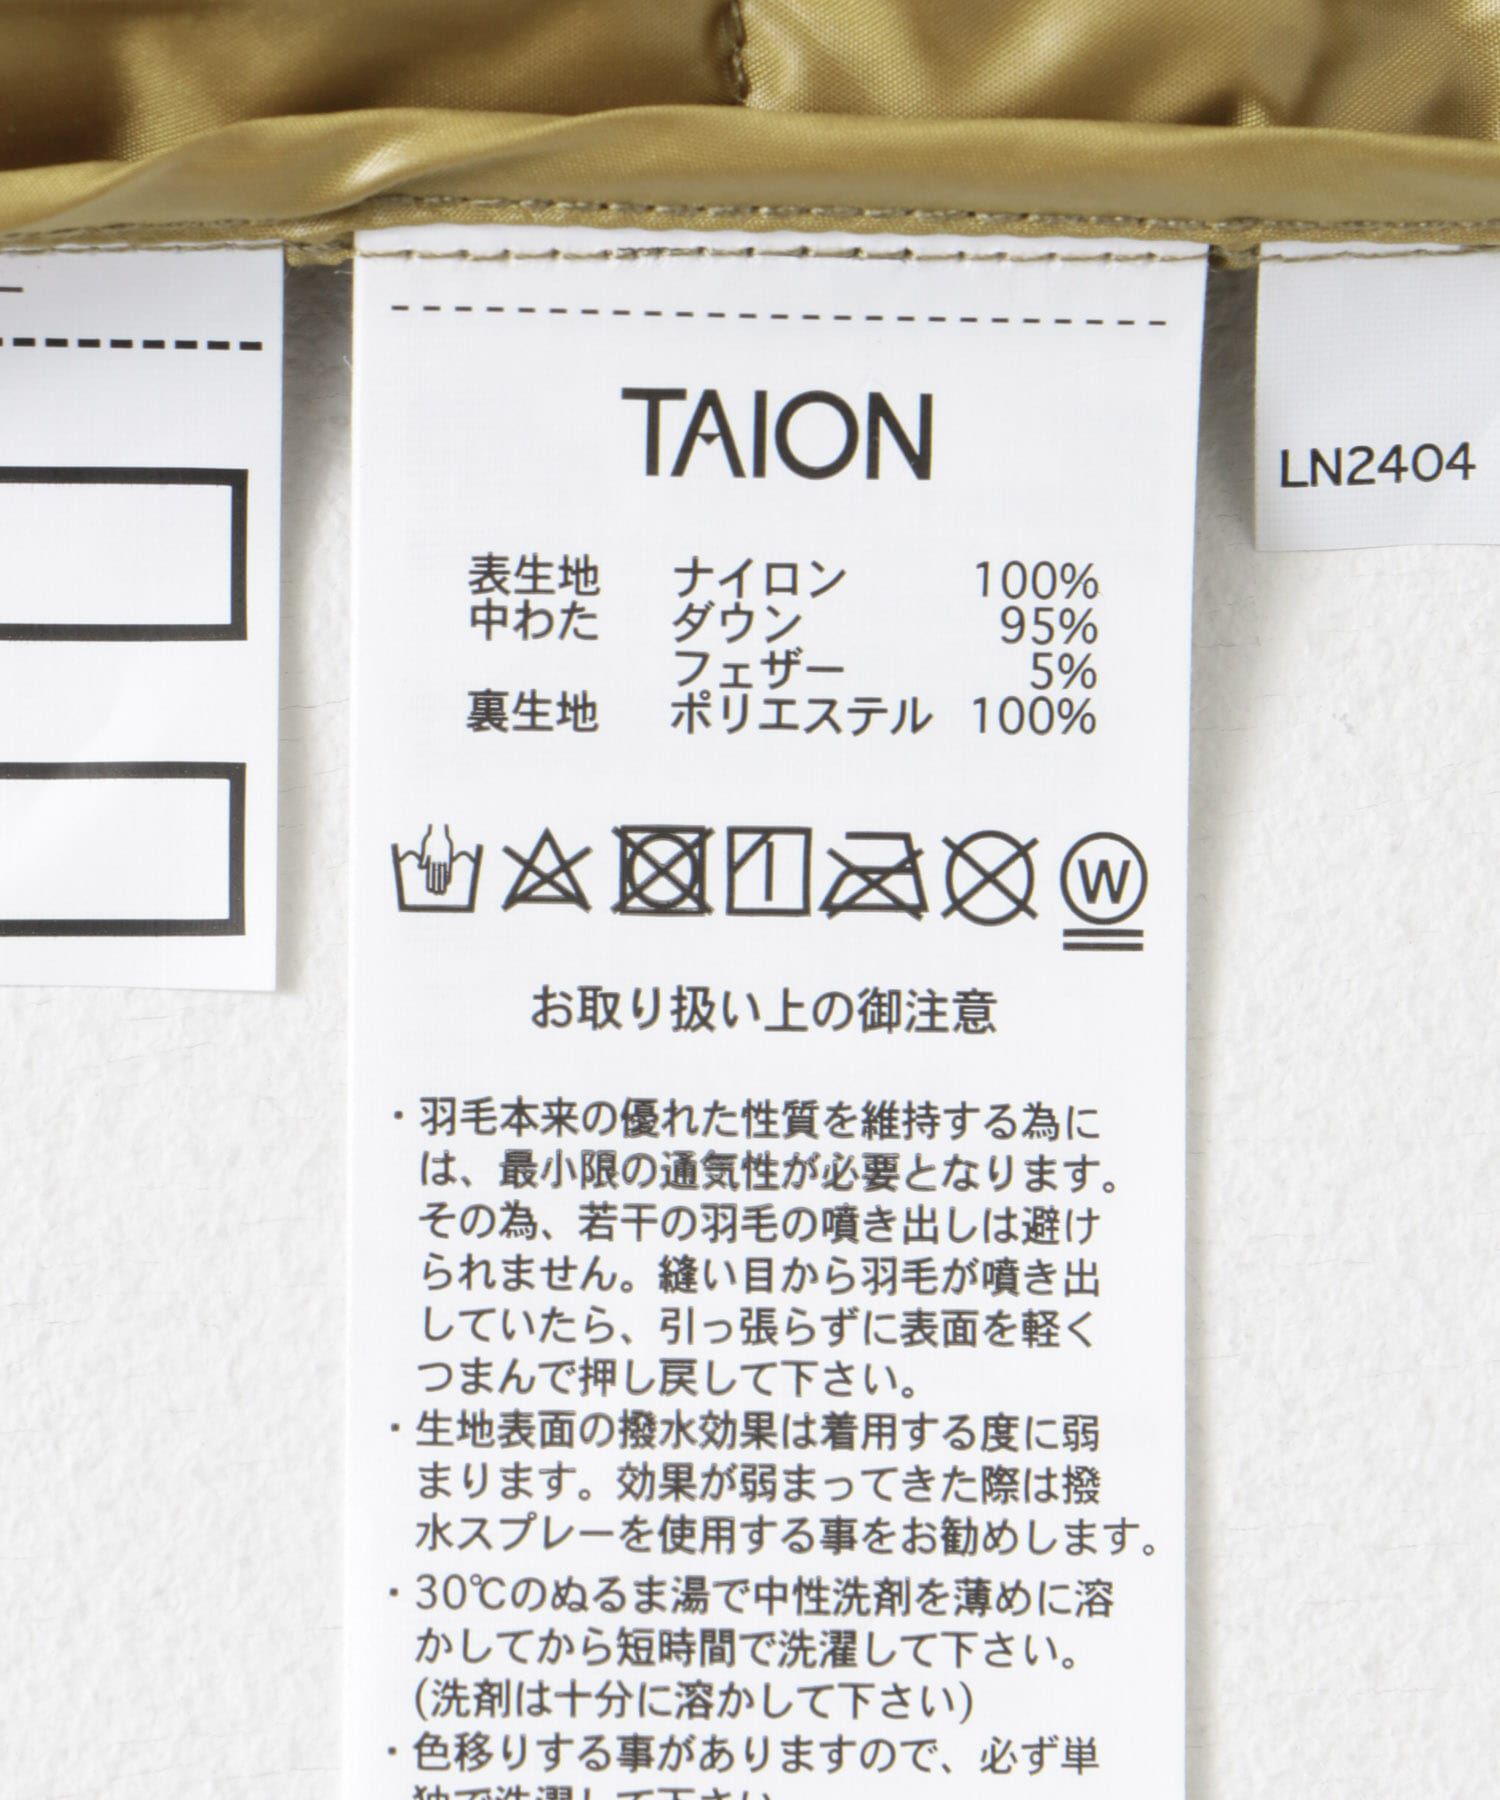 TAION
LN2404
表生地 ナイロン 100%
中わた ダウン 95%
フェザー 5%
裏生地 ポリエステル 100%
W
お取り扱い上の御注意
・羽毛本来の優れた性質を維持する為に
は、最小限の通気性が必要となります。
その為、若干の羽毛の噴き出しは避け
られません。縫い目から羽毛が噴き出
していたら、引っ張らずに表面を軽く
つまんで押し戻して下さい。
・生地表面の撥水効果は着用する度に弱
まります。効果が弱まってきた際は撥
水スプレーを使用する事をお勧めします。
・30℃のぬるま湯で中性洗剤を薄めに溶
かしてから短時間で洗濯して下さい。
(洗剤は十分に溶かして下さい)
・色移りする事がありますので、必ず単
独で洗濯して下さい。